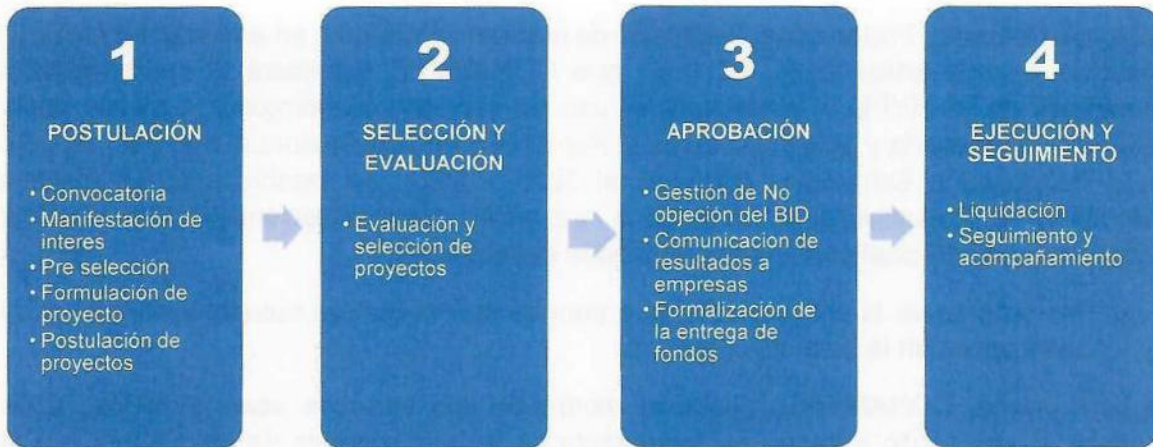 1
POSTULACIÓN
• Convocatoria
• Manifestación de
interes
• Pre selección
• Formulación de
proyecto
• Postulación de
proyectos
2
SELECCIÓN Y
EVALUACIÓN
• Evaluación y
selección de
proyectos
3
APROBACIÓN
• Gestión de No
objeción del BID
• Comunicacion de
resultados a
empresas
• Formalización de
la entrega de
fondos
4
EJECUCIÓN Y
SEGUIMIENTO
• Liquidación
• Seguimiento y
acompañamiento